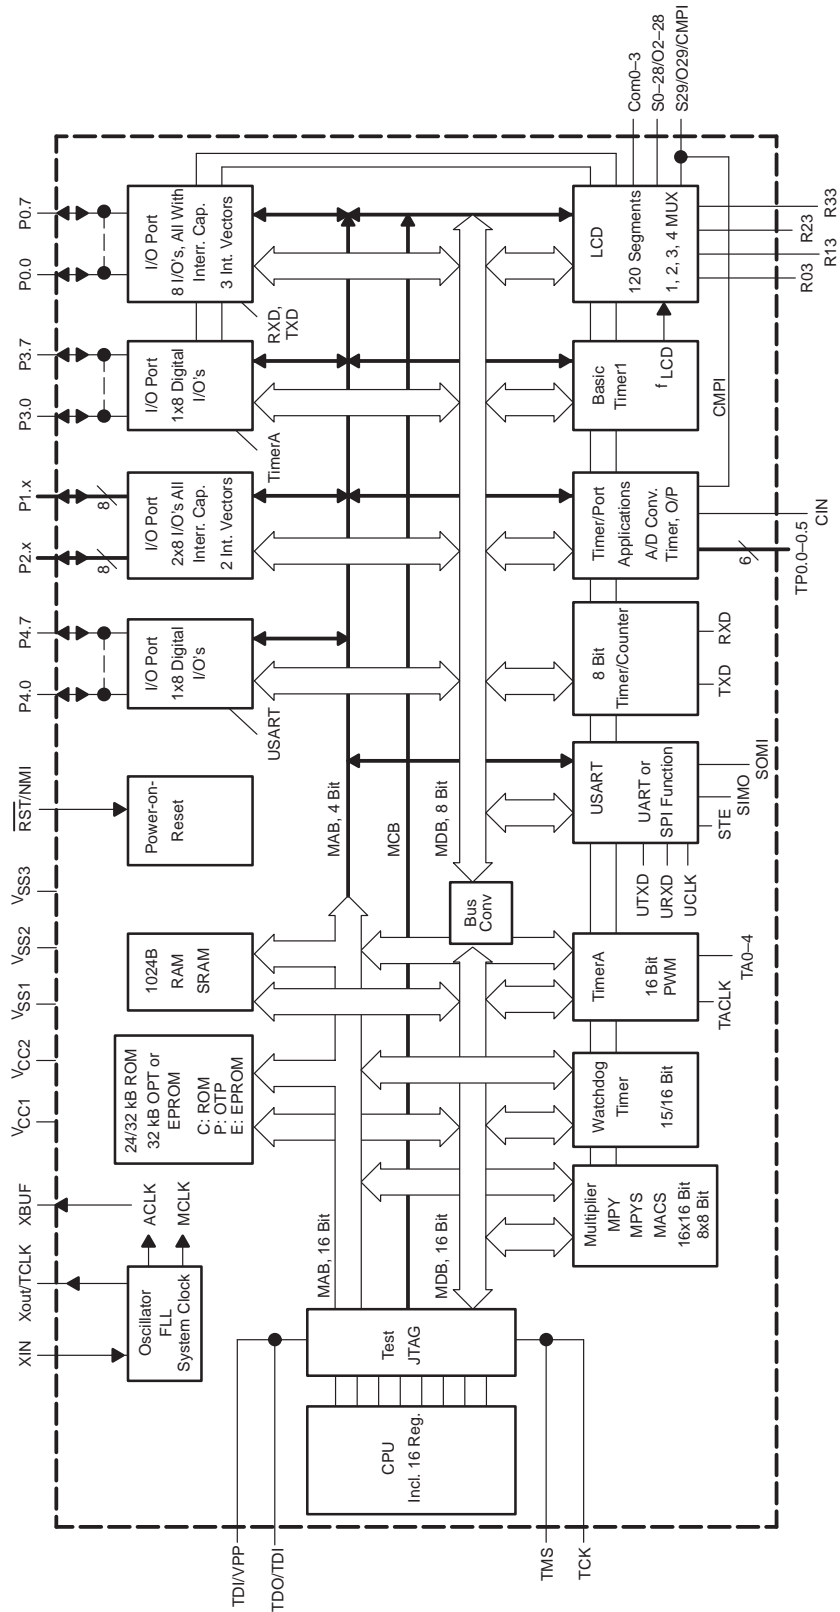 XIN
Xout/TCLK
XBUF
VCC1
VCC2
VSS1
VSS2
VSS3
RST/NMI
P4.0
P4.7
P2.x
P1.x
P3.0
P3.7
P0.0
P0.7
8
8
Oscillator
FLL
System Clock
ACLK
MCLK
24/32 kB ROM
32 kB OPT or
EPROM
C: ROM
P: OTP
E: EPROM
1024B
RAM
SRAM
Power-on-
Reset
I/O Port
1x8 Digital
I/O's
USART
I/O Port
2x8 I/O's All
Interr. Cap.
2 Int. Vectors
I/O Port
1x8 Digital
I/O's
TimerA
I/O Port
8 I/O's, All With
Interr. Cap.
3 Int. Vectors
RXD,
TXD
TDI/VPP
TDO/TDI
CPU
Incl. 16 Reg.
Test
JTAG
MAB, 16 Bit
MAB, 4 Bit
MCB
MDB, 16 Bit
Bus
Conv
MDB, 8 Bit
TMS
TCK
Multiplier
MPY
MPYS
MACS
16x16 Bit
8x8 Bit
Watchdog
Timer
15/16 Bit
TimerA
16 Bit
PWM
TACLK
TA0–4
USART
UART or
SPI Function
UTXD
URXD
UCLK
STE
SIMO
SOMI
8 Bit
Timer/Counter
TXD
RXD
Timer/Port
Applications
A/D Conv.
Timer, O/P
6
TP0.0–0.5
CIN
CMPI
Basic
Timer1
f LCD
LCD
120 Segments
1, 2, 3, 4 MUX
Com0–3
S0–28/O2–28
S29/O29/CMPI
R03
R13
R23
R33